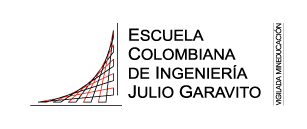 ESCUELA
COLOMBIANA
DE INGENIERÍA
JULIO GARAVITO
VIGILADA MINEDUCACIÓN